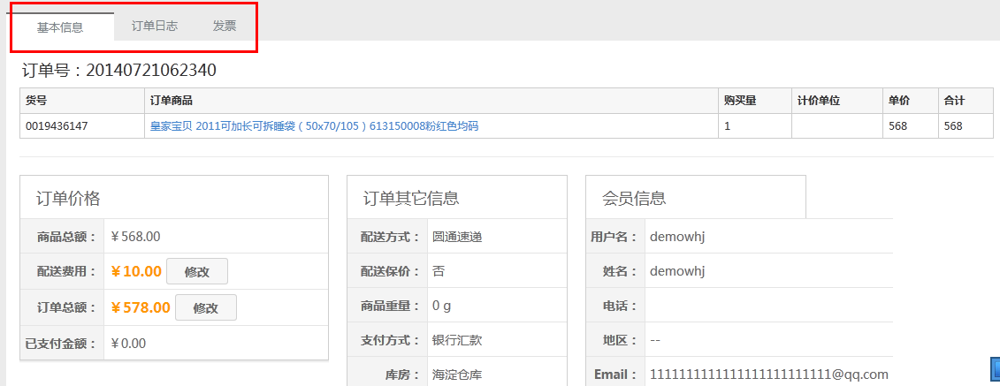 基本信息 订单日志 发票
订单号：20140721062340
货号 订单商品 购买量 计价单位 单价 合计
0019436147 皇家宝贝 2011可加长可拆睡袋（50x70/105）613150008粉红色均码 1 568 568
订单价格
商品总额： ¥568.00
配送费用： ¥10.00 修改
订单总额： ¥578.00 修改
已支付金额： ¥0.00
订单其它信息
配送方式： 圆通速递
配送保价： 否
商品重量： 0 g
支付方式： 银行汇款
库房： 海淀仓库
会员信息
用户名： demowhj
姓名： demowhj
电话：
地区： --
Email： 1111111111111111111111111@qq.com